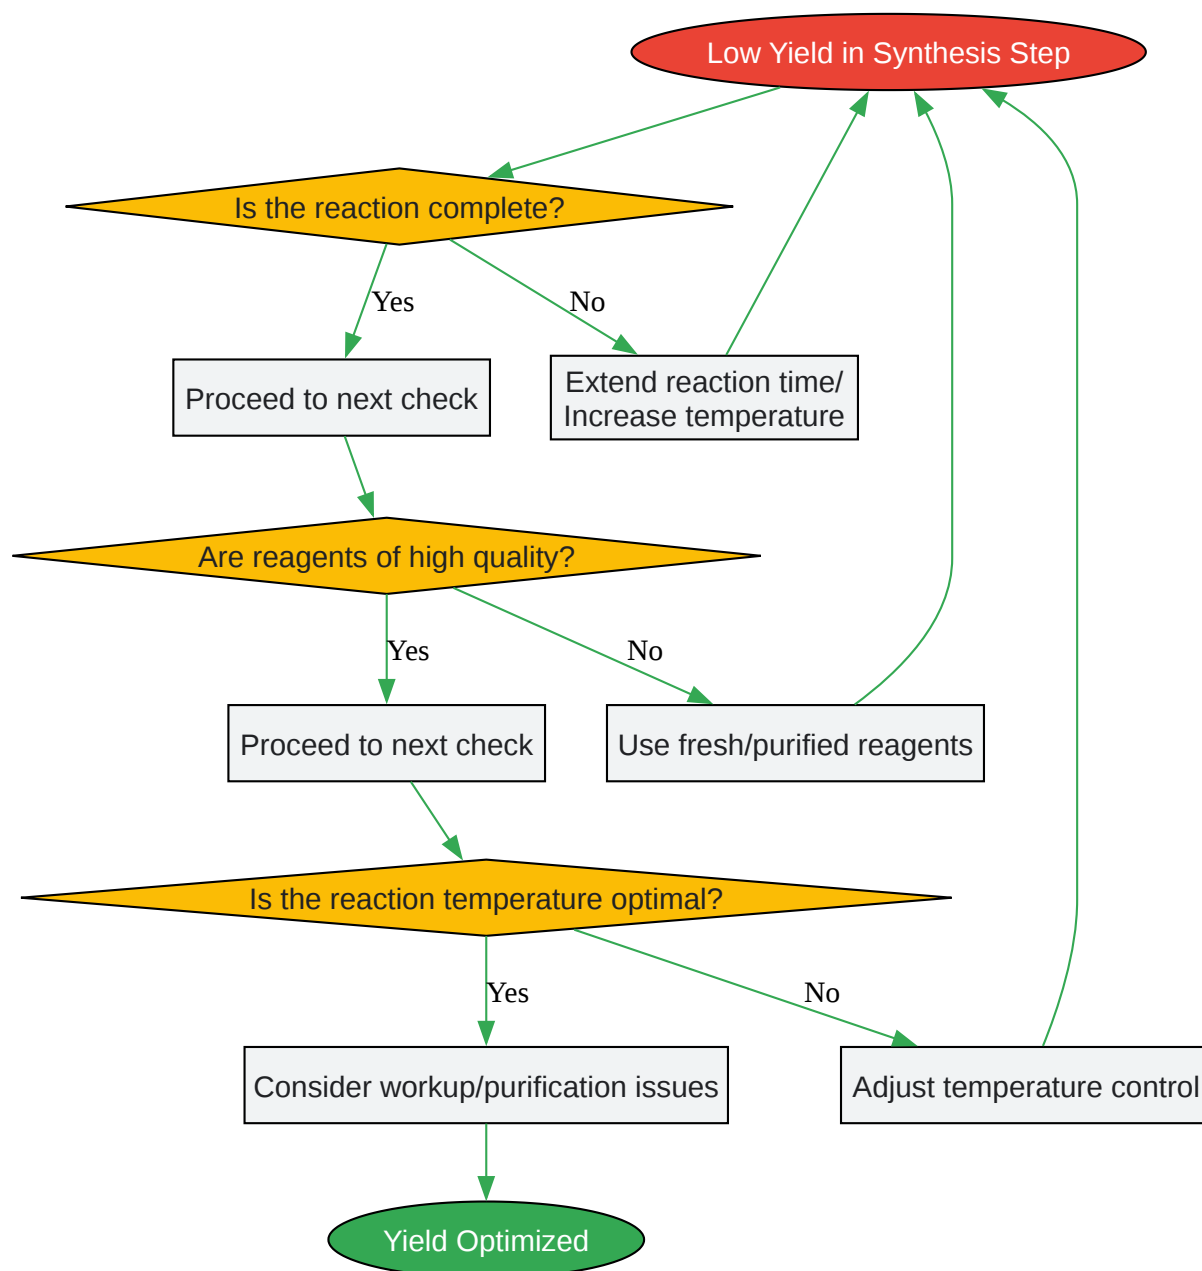 Low Yield in Synthesis Step
Is the reaction complete?
Yes
No
Proceed to next check
Extend reaction time/
Increase temperature
Are reagents of high quality?
Yes
No
Proceed to next check
Use fresh/purified reagents
Is the reaction temperature optimal?
Yes
No
Consider workup/purification issues
Adjust temperature control
Yield Optimized